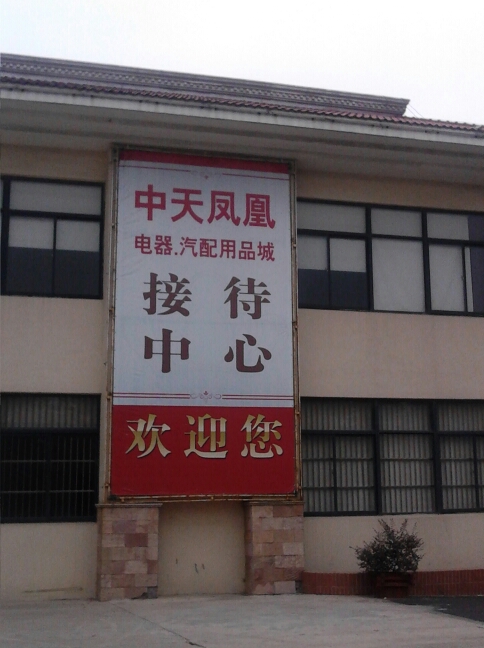 中天凤凰
电器.汽配用品城
接待
中心
欢迎您